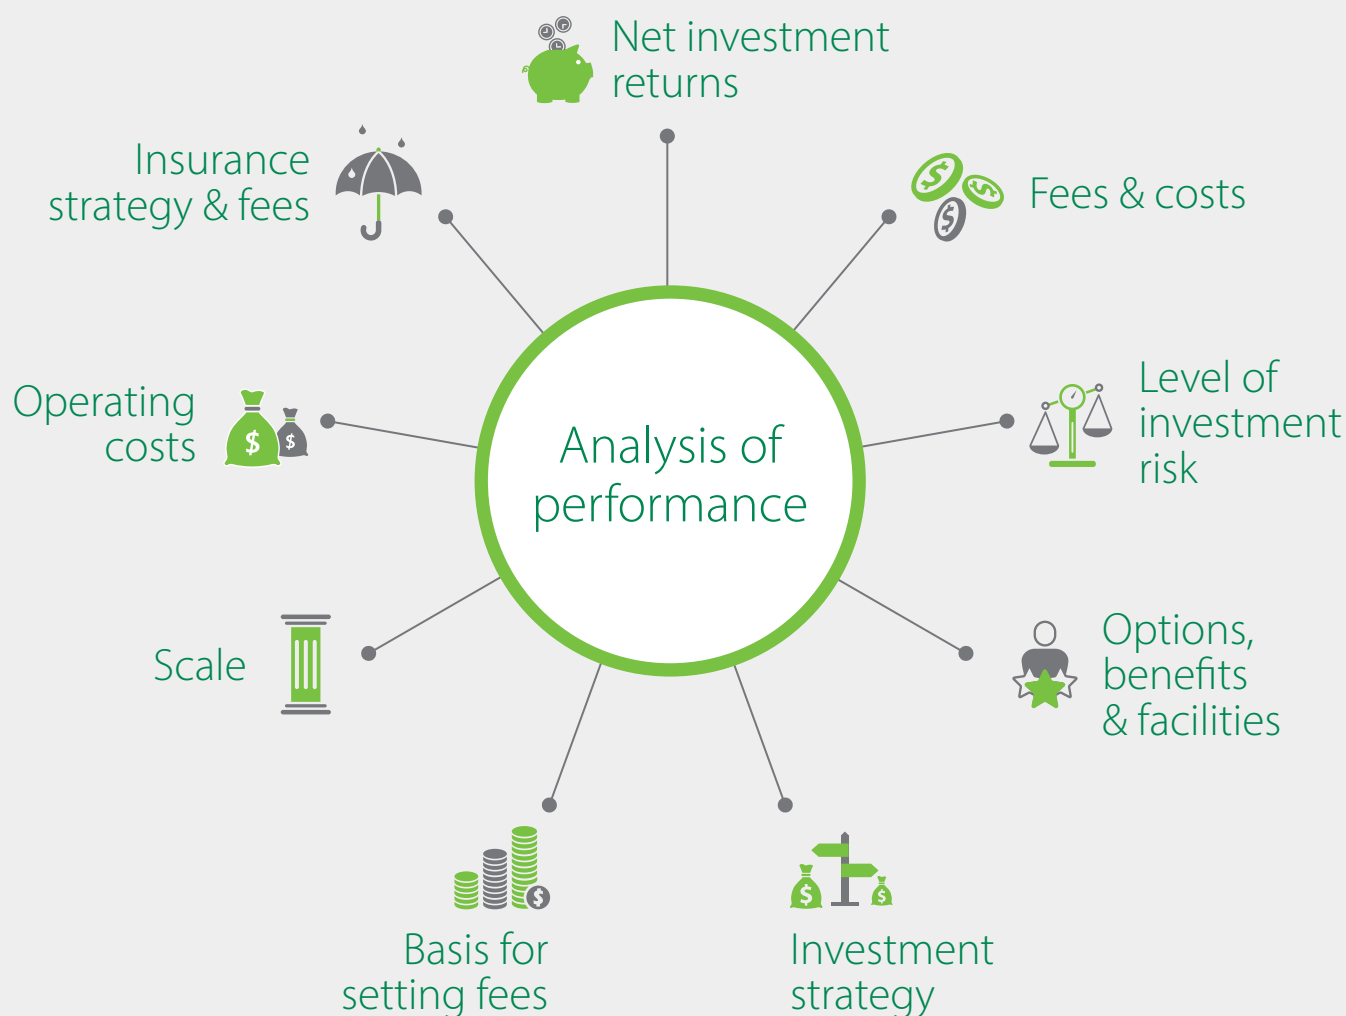 Net investment
returns
Fees & costs
Level of
investment
risk
Options,
benefits
& facilities
Investment
strategy
Basis for
setting fees
Scale
Operating
costs
Insurance
strategy & fees
Analysis of
performance